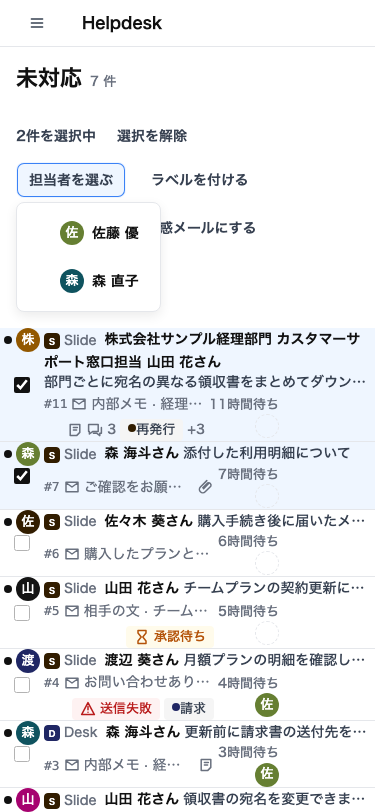 Helpdesk
未対応 7 件
2件を選択中 選択を解除
担当者を選ぶ ラベルを付ける
惑メールにする
佐 佐藤 優
森 森 直子
株 S Slide 株式会社サンプル経理部門 カスタマーサ
ポート窓口担当 山田 花さん
部門ごとに宛名の異なる領収書をまとめてダウン…
#11 内部メモ · 経理… 11時間待ち
3 再発行 +3
森 S Slide 森 海斗さん 添付した利用明細について
7時間待ち
#7 ご確認をお願…
佐 S Slide 佐々木 葵さん 購入手続き後に届いたメ…
6時間待ち
#6 購入したプランと…
山 S Slide 山田 花さん チームプランの契約更新に…
#5 相手の文 · チーム… 5時間待ち
承認待ち
渡 S Slide 渡辺 葵さん 月額プランの明細を確認し…
#4 お問い合わせあり… 4時間待ち
送信失敗 請求 佐
森 D Desk 森 海斗さん 更新前に請求書の送付先を…
3時間待ち
#3 内部メモ · 経…
佐
山 S Slide 山田 花さん 領収書の宛名を変更できま…